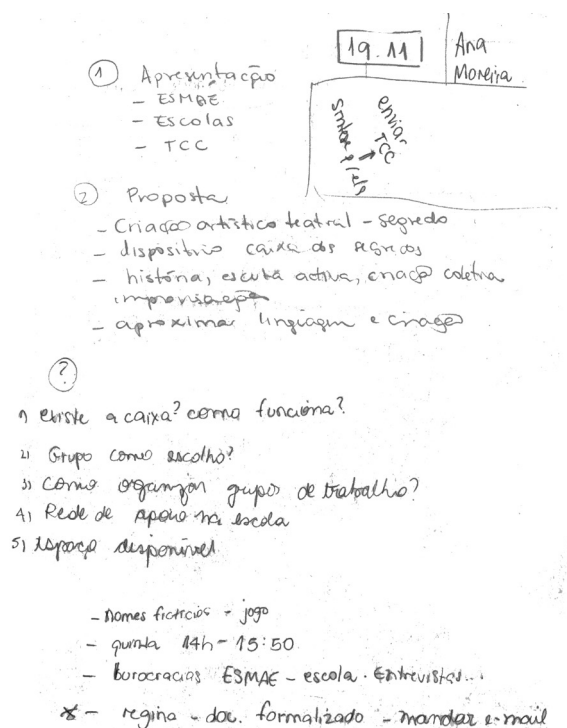 19.11
Ana
Moreira
① Apresentação
- ESMAE
- Escolas
- TCC
enviar
TCC
② Proposta
- Criação artístico teatral - segredo
- dispositivo caixa dos segredos
- história, escuta activa, criação coletiva
improvisação
- aproximar linguagem e criação
?
1) existe a caixa? como funciona?
2) Grupo como escolho?
3) como organizar grupos de trabalho?
4) Rede de apoio na escola
5) espaço disponível
- nomes fictícios - jogo
- quinta 14h - 15:50
- burocracias ESMAE - escola. Entrevistas...
* - regina - doc. formalizado - mandar e-mail